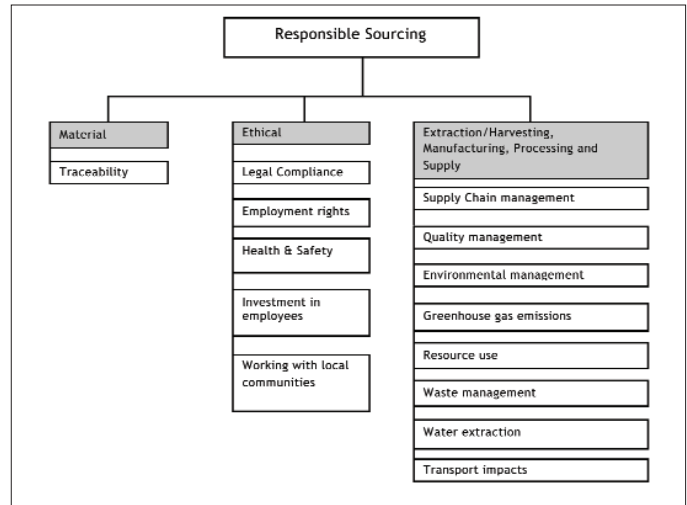 Responsible Sourcing
Material
Traceability
Ethical
Legal Compliance
Employment rights
Health & Safety
Investment in
employees
Working with local
communities
Extraction/Harvesting,
Manufacturing, Processing and
Supply
Supply Chain management
Quality management
Environmental management
Greenhouse gas emissions
Resource use
Waste management
Water extraction
Transport impacts